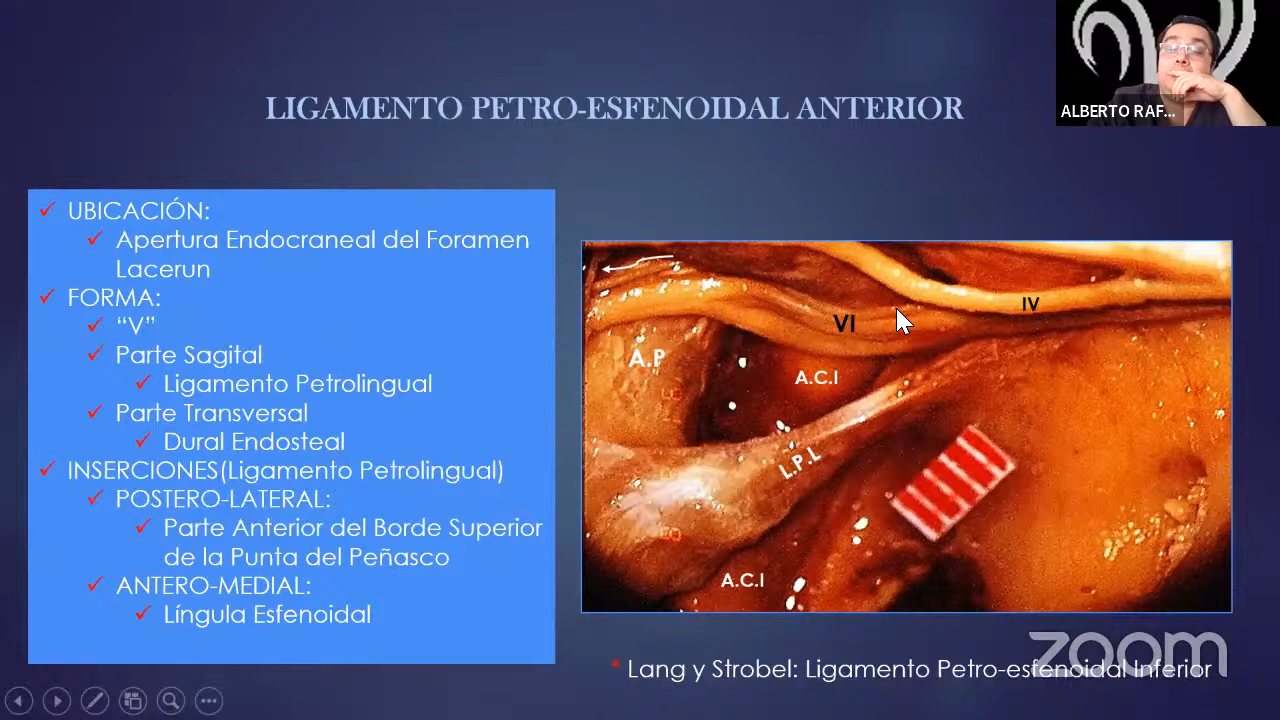 LIGAMENTO PETRO-ESFENOIDAL ANTERIOR
ALBERTO RAF...
UBICACIÓN:
Apertura Endocraneal del Foramen
Lacerun
FORMA:
“V”
Parte Sagital
Ligamento Petrolingual
Parte Transversal
Dural Endosteal
INSERCIONES(Ligamento Petrolingual)
POSTERO-LATERAL:
Parte Anterior del Borde Superior
de la Punta del Peñasco
ANTERO-MEDIAL:
Língula Esfenoidal
IV
VI
A.P
A.C.I
L.P.L
A.C.I
zoom
* Lang y Strobel: Ligamento Petro-esfenoidal Inferior